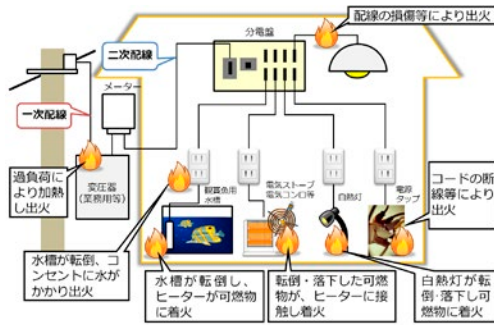 配線の損傷等により出火
分電盤
二次配線
メーター
一次配線
過負荷に
より加熱
し出火
変圧器
(業務用等)
観賞魚用
水槽
電気ストーブ
電気コンロ等
白熱灯
電源
タップ
コードの断
線等により
出火
水槽が転倒、コ
ンセントに水が
かかり出火
水槽が転倒し、
ヒーターが可燃物
に着火
転倒・落下した可燃
物が、ヒーターに接
触し着火
白熱灯が転
倒・落下し可
燃物に着火